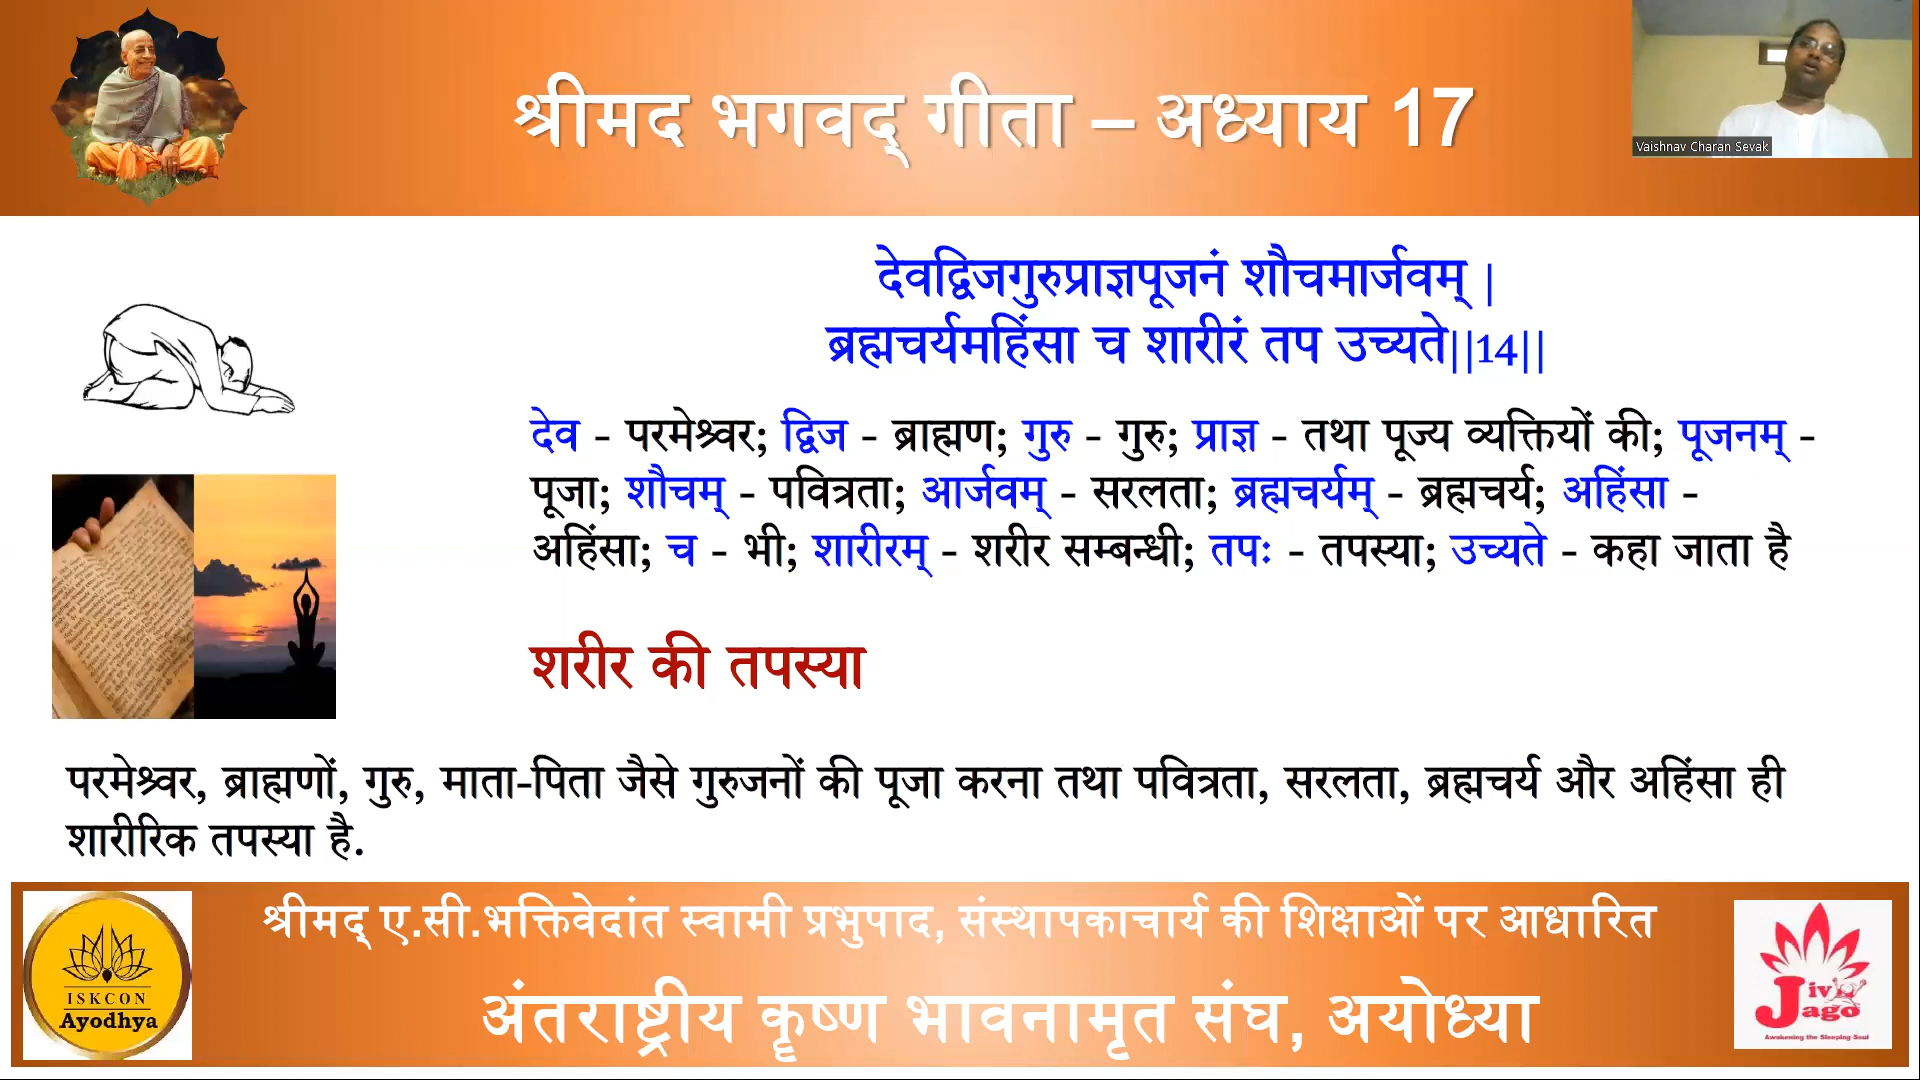 श्रीमद भगवद् गीता – अध्याय 17
Vaishnav Charan Sevak
देवद्विजगुरुप्राज्ञपूजनं शौचमार्जवम् |
ब्रह्मचर्यमहिंसा च शारीरं तप उच्यते||14||
देव - परमेश्र्वर; द्विज - ब्राह्मण; गुरु - गुरु; प्राज्ञ - तथा पूज्य व्यक्तियों की; पूजनम् -
पूजा; शौचम् - पवित्रता; आर्जवम् - सरलता; ब्रह्मचर्यम् - ब्रह्मचर्य; अहिंसा -
अहिंसा; च - भी; शारीरम् - शरीर सम्बन्धी; तपः - तपस्या; उच्यते - कहा जाता है
शरीर की तपस्या
परमेश्र्वर, ब्राह्मणों, गुरु, माता-पिता जैसे गुरुजनों की पूजा करना तथा पवित्रता, सरलता, ब्रह्मचर्य और अहिंसा ही
शारीरिक तपस्या है.
श्रीमद् ए.सी.भक्तिवेदांत स्वामी प्रभुपाद, संस्थापकाचार्य की शिक्षाओं पर आधारित
अंतराष्ट्रीय कृष्ण भावनामृत संघ, अयोध्या
ISKCON
Ayodhya
Jiv
Jago
Awakening the Sleeping Soul